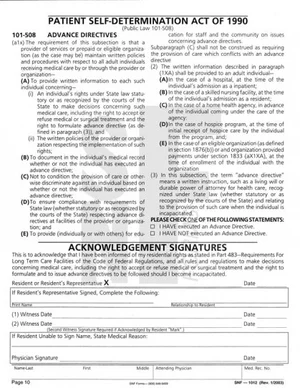 PATIENT SELF-DETERMINATION ACT OF 1990
(Public Law 101-508)
101-508 ADVANCE DIRECTIVES
(a1x) The requirement of this subsection is that a
provider of services or prepaid or eligible organiza-
tion (as the case may be) maintain written policies
and procedures with respect to all adult individuals
receiving medical care by or through the provider or
organization—
(A) To provide written information to each such
individual concerning—
(i) an individual's rights under State law (statu-
tory or as recognized by the courts of the
State to make decisions concerning such
medical care, including the right to accept or
refuse medical or surgical treatment and the
right to formulate advance directive (as de-
fined in paragraph (3)), and
(ii) The written policies of the provider or organi-
zation respecting the implementation of such
rights;
(B) To document in the individual's medical record
whether or not the individual has executed an
advance directive;
(C) Not to condition the provision of care or other-
wise discriminate against an individual based on
whether or not the individual has executed an
advance directive;
(D) To ensure compliance with requirements of
State law (whether statutory or as recognized by
the courts of the State) respecting advance di-
rectives at facilities of the provider or organiza-
tion; and
(E) To provide (individually or with others) for edu-
cation for staff and the community on issues
concerning advance directives.
Subparagraph (C) shall not be construed as requiring
the provision of care which conflicts with an advance
directive
(2) The written information described in paragraph
(1XA) shall be provided to an adult individual—
(A) In the case of a hospital, at the time of the
individual's admission as a inpatient;
(B) In the case of skilled nursing facility, at the time
of the individual's admission as a resident;
(C) In the case of a home health agency, in advance
of the individual coming under the care of the
agency;
(D) In the case of hospice program, at the time of
initial receipt of hospice care by the individual
from the program, and;
(E) In the case of an eligible organization (as defined
in section 1876(b)) or and organization provided
payments under section 1833 (aX1XA), at the
time of enrollment of the individual with the
organization.
(3) In this subsection, the term "advance directive"
means a written instruction, such as a living will or
durable power of attorney for health care, recog-
nized under State law (whether statutory or as
recognized by the courts of the State) and relating
to the provision of such care when the individual is
incapacitated.
PLEASE CHECK ONE OF THE FOLLOWING STATEMENTS:
☐ I HAVE executed an Advance Directive.
☐ I HAVE NOT executed an Advance Directive.
ACKNOWLEDGEMENT SIGNATURES
This is to acknowledge that I have been informed of my residential rights as stated in Part 483—Requirements For
Long Term Care Facilities of the Code of Federal Regulations, and all rules and regulations to make decisions
concerning medical care, including the right to accept or refuse medical or surgical treatment and the right to
formulate and to issue advance directives to be followed should I become incapacitated.
Resident or Resident's Representative X Date
If Resident's Representative Signed, Complete the Following:
Print Name Relationship to Resident
(1) Witness Date Date
(2) Witness Date Date
(Second Witness Signature Required if Acknowledged by Resident "Mark".)
If Resident Unable to Sign Name, State Medical Reason:
Physician Signature Date
Name—Last First Middle Attending Physician Med. Rec. No.
Page 10